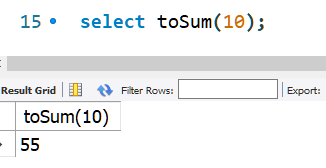 15 select toSum(10);
Result Grid Filter Rows: Export:
toSum(10)
55